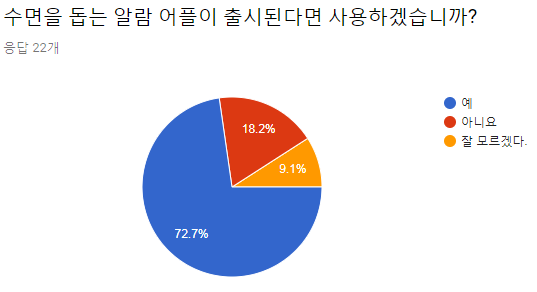 수면을 돕는 알람 어플이 출시된다면 사용하겠습니까?
응답 22개
예
아니요
잘 모르겠다.
18.2%
9.1%
72.7%